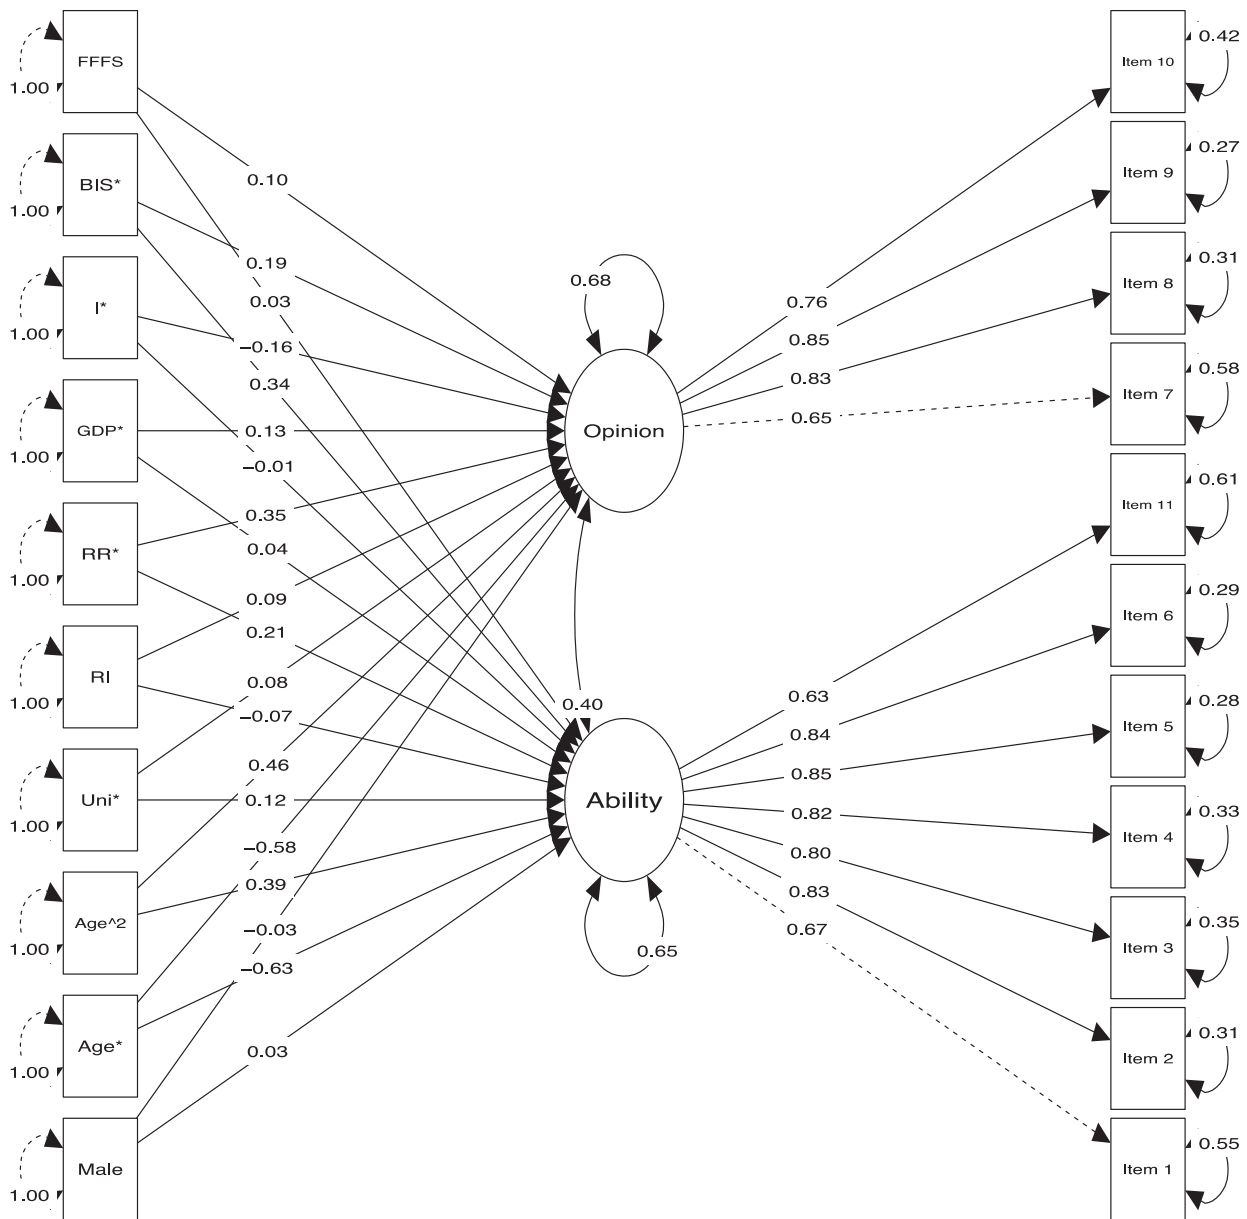 FFFS
1.00
BIS*
1.00
I*
1.00
GDP*
1.00
RR*
1.00
RI
1.00
Uni*
1.00
Age^2
1.00
Age*
1.00
Male
1.00
0.10
0.19
0.03
−0.16
0.34
0.13
−0.01
0.35
0.04
0.09
0.21
0.08
−0.07
0.46
0.12
−0.58
0.39
−0.03
−0.63
0.03
0.68
Opinion
0.40
Ability
0.65
0.76
0.85
0.83
0.65
0.63
0.84
0.85
0.82
0.80
0.83
0.67
Item 10
0.42
Item 9
0.27
Item 8
0.31
Item 7
0.58
Item 11
0.61
Item 6
0.29
Item 5
0.28
Item 4
0.33
Item 3
0.35
Item 2
0.31
Item 1
0.55